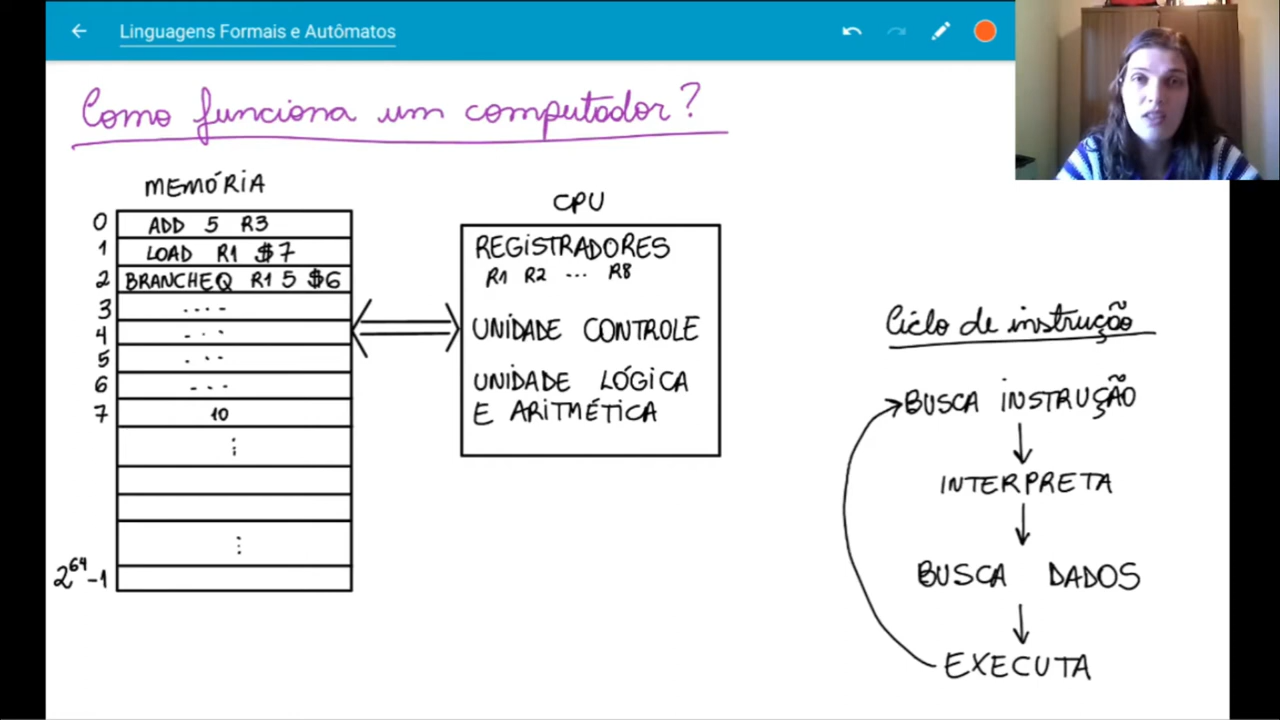 Linguagens Formais e Autômatos
Como funciona um computador?
MEMÓRIA
0 ADD 5 R3
1 LOAD R1 $7
2 BRANCHEQ R1 5 $6
3 ....
4 ...
5 ...
6 ...
7 10
⋮
⋮
2^64-1
CPU
REGISTRADORES
R1 R2 ... R8
UNIDADE CONTROLE
UNIDADE LÓGICA
E ARITMÉTICA
Ciclo de instrução
BUSCA INSTRUÇÃO
INTERPRETA
BUSCA DADOS
EXECUTA